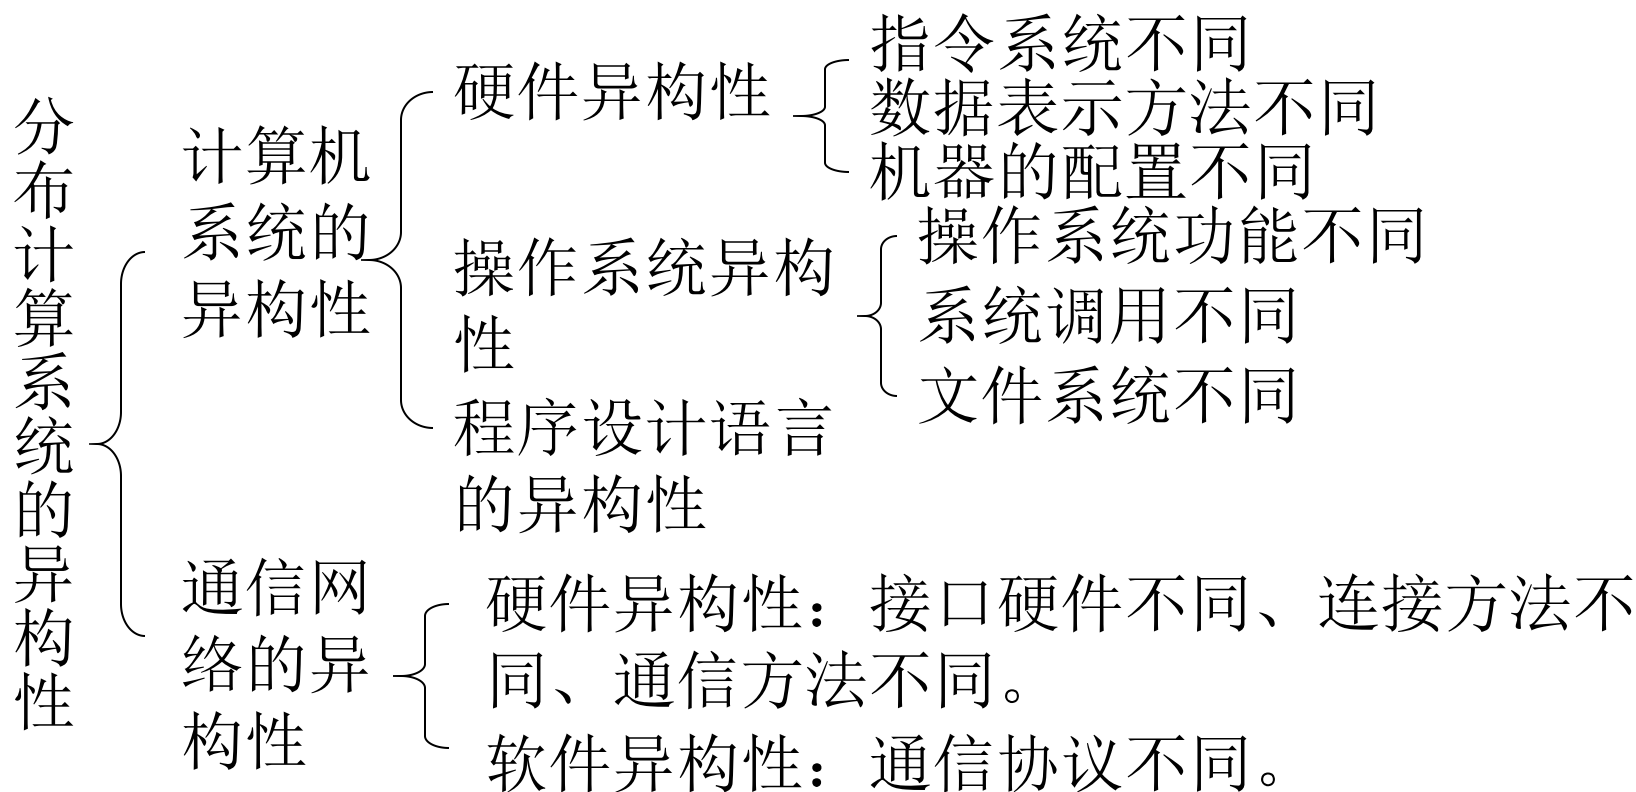 分布计算系统的异构性
计算机
系统的
异构性
硬件异构性
指令系统不同
数据表示方法不同
机器的配置不同
操作系统异构
性
操作系统功能不同
系统调用不同
文件系统不同
程序设计语言
的异构性
通信网
络的异
构性
硬件异构性：接口硬件不同、连接方法不
同、通信方法不同。
软件异构性：通信协议不同。